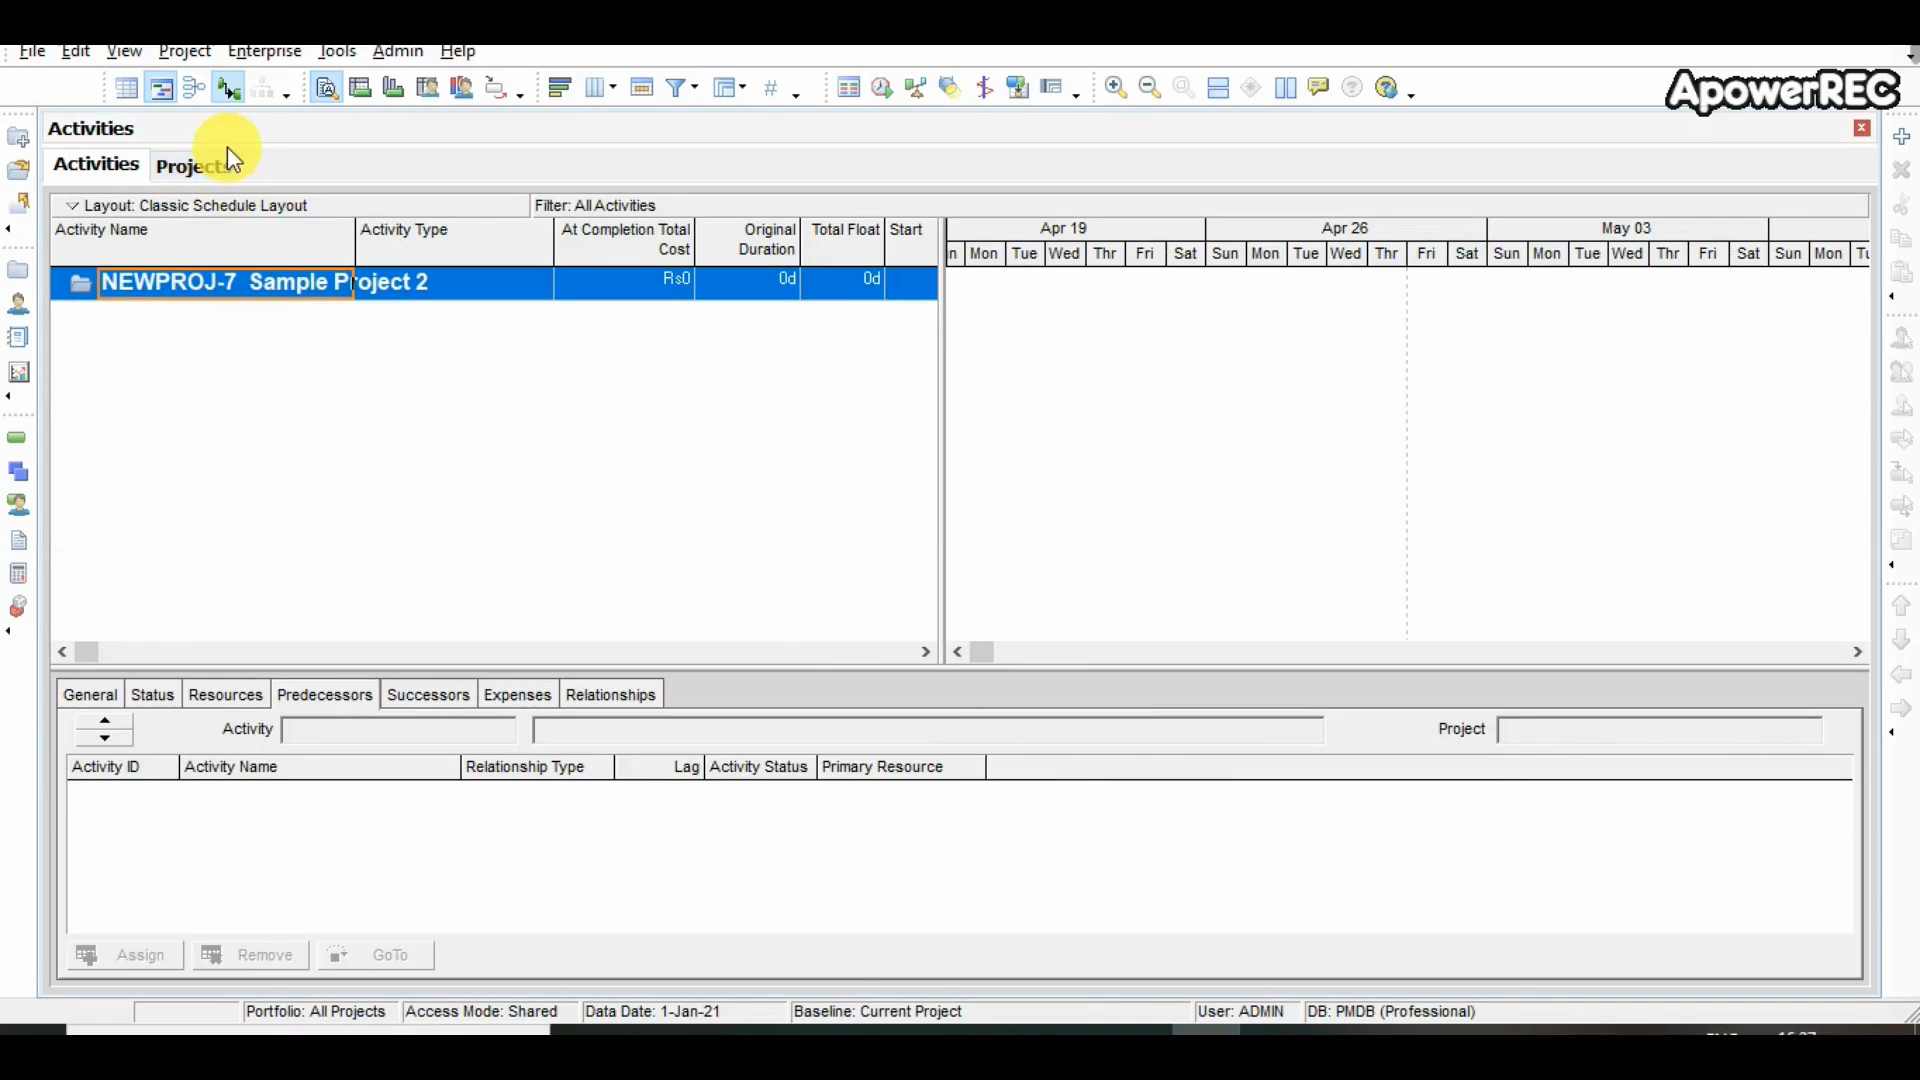 File Edit View Project Enterprise Tools Admin Help
ApowerREC
Activities
Activities Projects
Layout: Classic Schedule Layout Filter: All Activities
Activity Name Activity Type At Completion Total Cost Original Duration Total Float Start
Apr 19 Apr 26 May 03
Mon Tue Wed Thr Fri Sat Sun Mon Tue Wed Thr Fri Sat Sun Mon Tue Wed Thr Fri Sat Sun Mon
NEWPROJ-7 Sample Project 2 Rs0 0d 0d
General Status Resources Predecessors Successors Expenses Relationships
Activity Project
Activity ID Activity Name Relationship Type Lag Activity Status Primary Resource
Assign Remove GoTo
Portfolio: All Projects Access Mode: Shared Data Date: 1-Jan-21 Baseline: Current Project User: ADMIN DB: PMDB (Professional)